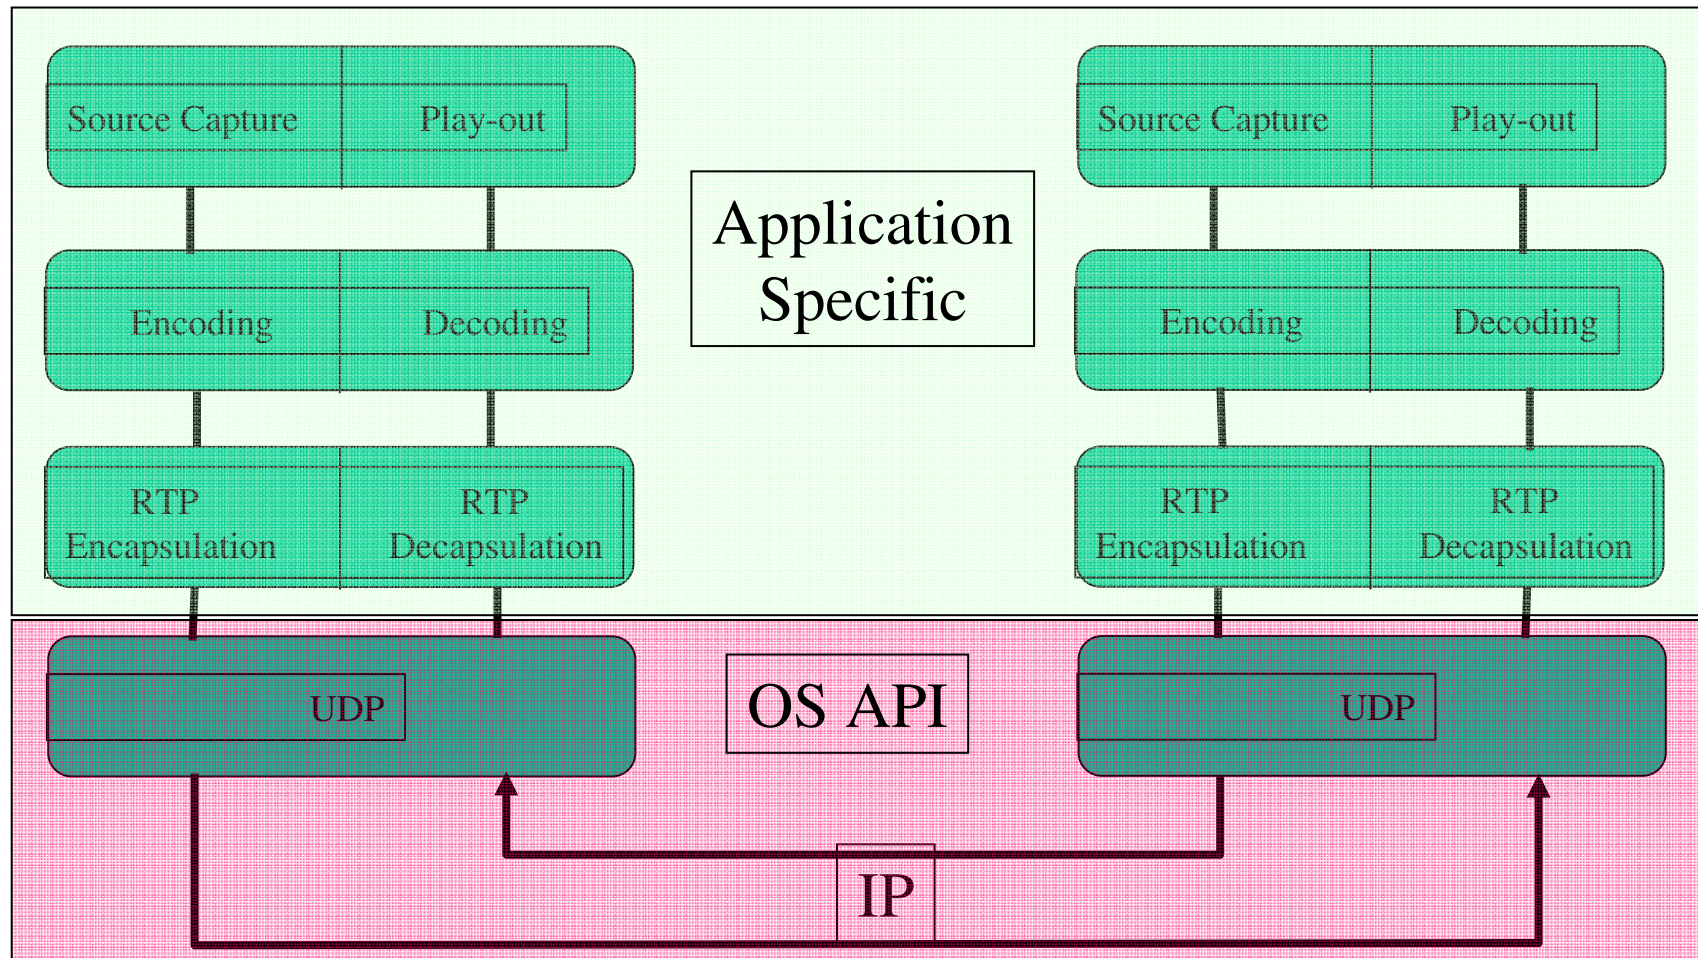 Source Capture Play-out
Source Capture Play-out
Application
Specific
Encoding Decoding
Encoding Decoding
RTP RTP
Encapsulation Decapsulation
RTP RTP
Encapsulation Decapsulation
UDP
OS API
UDP
IP